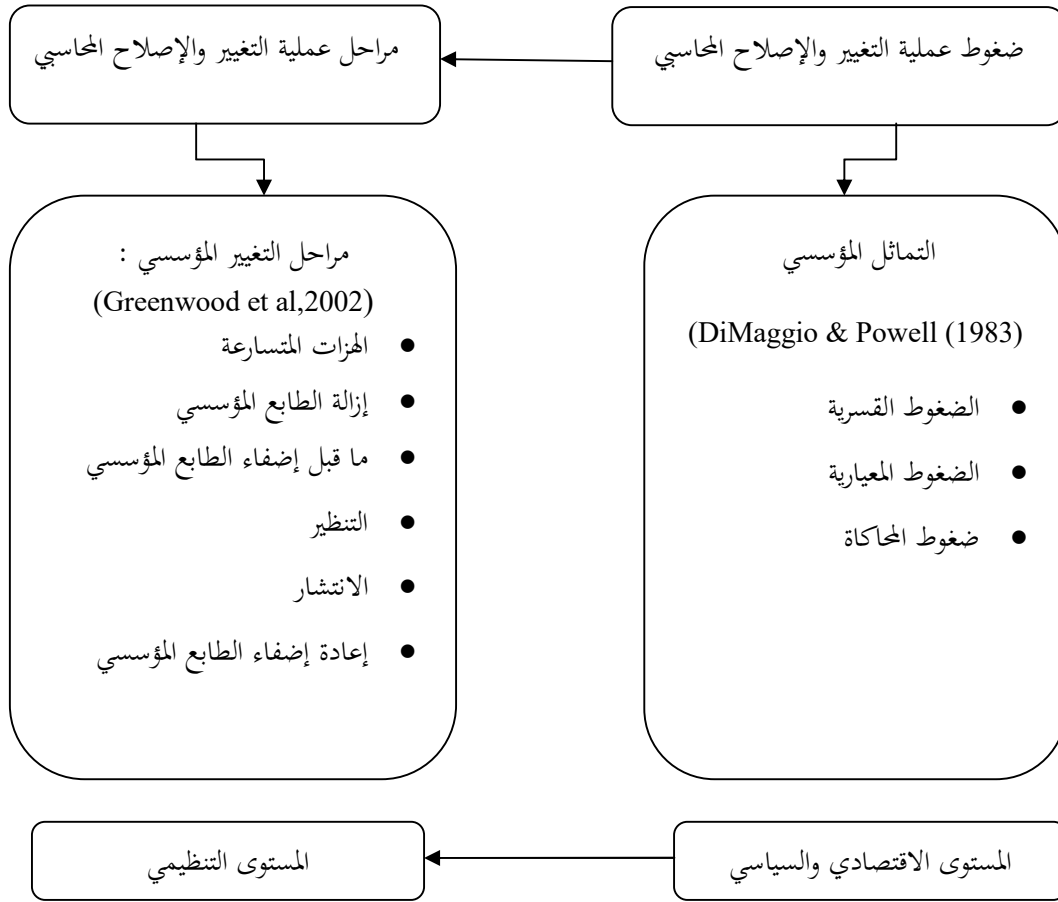 ضغوط عملية التغيير والإصلاح المحاسبي
مراحل عملية التغيير والإصلاح المحاسبي
التماثل المؤسسي
(DiMaggio & Powell (1983)
● الضغوط القسرية
● الضغوط المعيارية
● ضغوط المحاكاة
مراحل التغيير المؤسسي :
(Greenwood et al,2002)
● الهزات المتسارعة
● إزالة الطابع المؤسسي
● ما قبل إضفاء الطابع المؤسسي
● التنظير
● الانتشار
● إعادة إضفاء الطابع المؤسسي
المستوى الاقتصادي والسياسي
المستوى التنظيمي